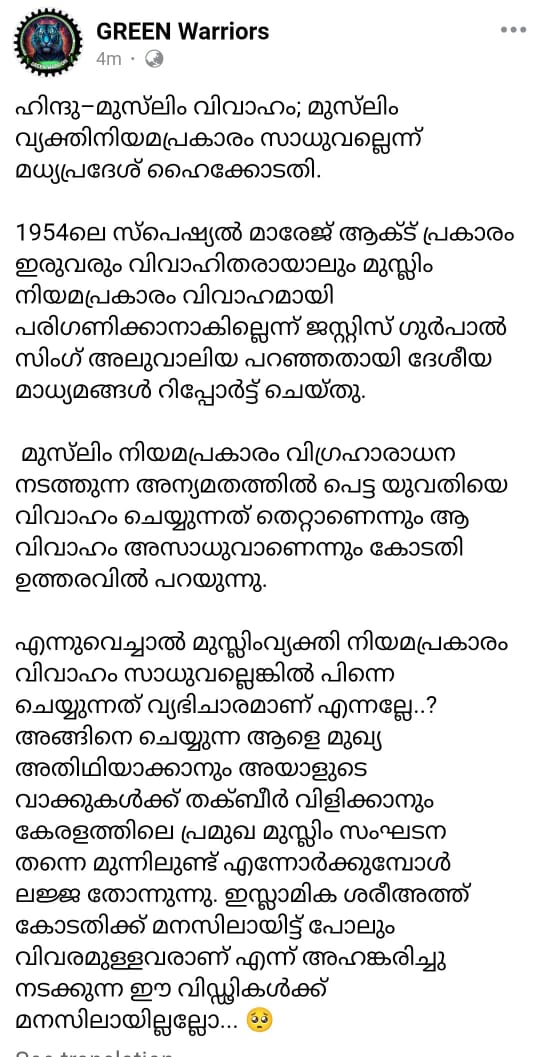 GREEN Warriors
4m ·
ഹിന്ദു–മുസ്‌ലിം വിവാഹം; മുസ്‌ലിം
വ്യക്തിനിയമപ്രകാരം സാധുവല്ലെന്ന്
മധ്യപ്രദേശ് ഹൈക്കോടതി.
1954ലെ സ്പെഷ്യൽ മാരേജ് ആക്ട് പ്രകാരം
ഇരുവരും വിവാഹിതരായാലും മുസ്ലിം
നിയമപ്രകാരം വിവാഹമായി
പരിഗണിക്കാനാകില്ലെന്ന് ജസ്റ്റിസ് ഗുർപാൽ
സിംഗ് അലുവാലിയ പറഞ്ഞതായി ദേശീയ
മാധ്യമങ്ങൾ റിപ്പോർട്ട് ചെയ്തു.
മുസ്‌ലിം നിയമപ്രകാരം വിഗ്രഹാരാധന
നടത്തുന്ന അന്യമതത്തിൽ പെട്ട യുവതിയെ
വിവാഹം ചെയ്യുന്നത് തെറ്റാണെന്നും ആ
വിവാഹം അസാധുവാണെന്നും കോടതി
ഉത്തരവിൽ പറയുന്നു.
എന്നുവെച്ചാൽ മുസ്ലിംവ്യക്തി നിയമപ്രകാരം
വിവാഹം സാധുവല്ലെങ്കിൽ പിന്നെ
ചെയ്യുന്നത് വ്യഭിചാരമാണ് എന്നല്ലേ..?
അങ്ങിനെ ചെയ്യുന്ന ആളെ മുഖ്യ
അതിഥിയാക്കാനും അയാളുടെ
വാക്കുകൾക്ക് തക്ബീർ വിളിക്കാനും
കേരളത്തിലെ പ്രമുഖ മുസ്ലിം സംഘടന
തന്നെ മുന്നിലുണ്ട് എന്നോർക്കുമ്പോൾ
ലജ്ജ തോന്നുന്നു. ഇസ്ലാമിക ശരീഅത്ത്
കോടതിക്ക് മനസിലായിട്ട് പോലും
വിവരമുള്ളവരാണ് എന്ന് അഹങ്കരിച്ചു
നടക്കുന്ന ഈ വിഡ്ഢികൾക്ക്
മനസിലായില്ലല്ലോ... 🥺
See translation